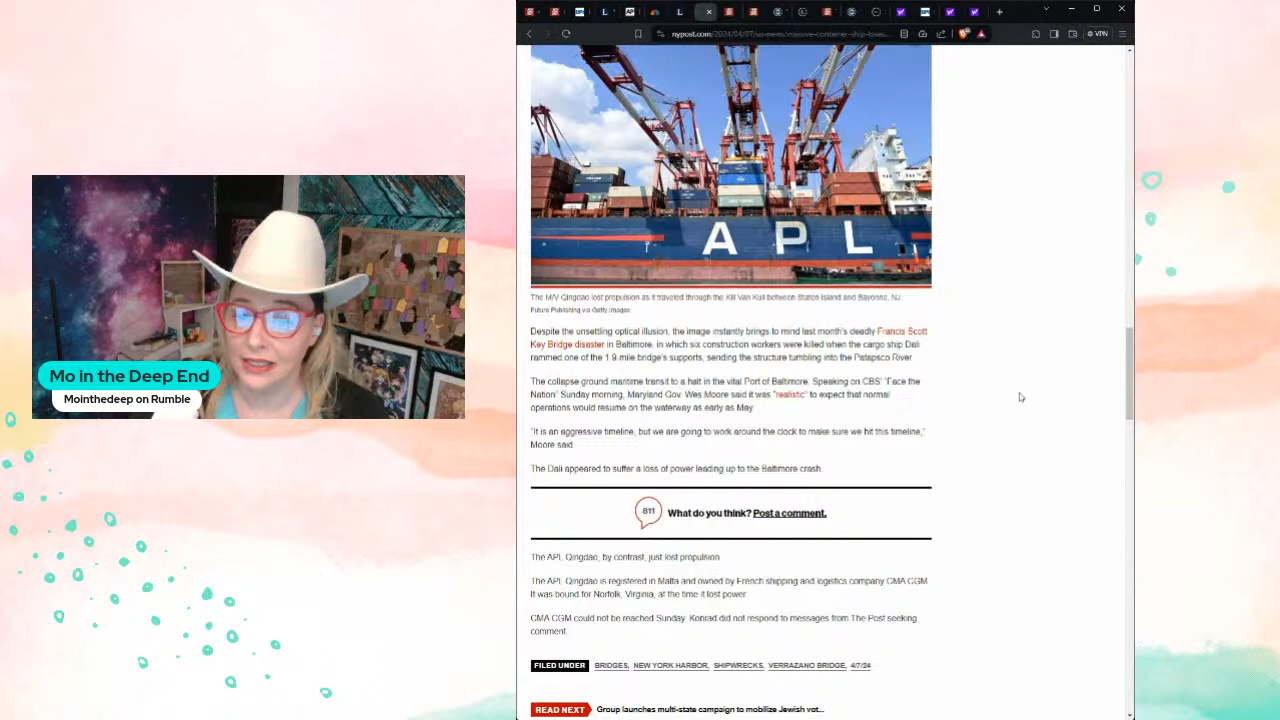 nypost.com/2024/04/07/us-news/massive-container-ship-loses...
VPN
APL
The M/V Qingdao lost propulsion as it traveled through the Kill Van Kull between Staten Island and Bayonne, NJ.
Future Publishing via Getty Images
Despite the unsettling optical illusion, the image instantly brings to mind last month's deadly Francis Scott
Key Bridge disaster in Baltimore, in which six construction workers were killed when the cargo ship Dali
rammed one of the 1.9-mile bridge's supports, sending the structure tumbling into the Patapsco River
The collapse ground maritime transit to a halt in the vital Port of Baltimore. Speaking on CBS' "Face the
Nation" Sunday morning, Maryland Gov. Wes Moore said it was "realistic" to expect that normal
operations would resume on the waterway as early as May
"It is an aggressive timeline, but we are going to work around the clock to make sure we hit this timeline,"
Moore said.
The Dali appeared to suffer a loss of power leading up to the Baltimore crash.
811
What do you think? Post a comment.
The APL Qingdao, by contrast, just lost propulsion
The APL Qingdao is registered in Malta and owned by French shipping and logistics company CMA CGM
It was bound for Norfolk, Virginia, at the time it lost power
CMA CGM could not be reached Sunday. Konrad did not respond to messages from The Post seeking
comment.
FILED UNDER BRIDGES, NEW YORK HARBOR, SHIPWRECKS, VERRAZANO BRIDGE, 4/7/24
READ NEXT Group launches multi-state campaign to mobilize Jewish vot...
Mo in the Deep End
Mointhedeep on Rumble